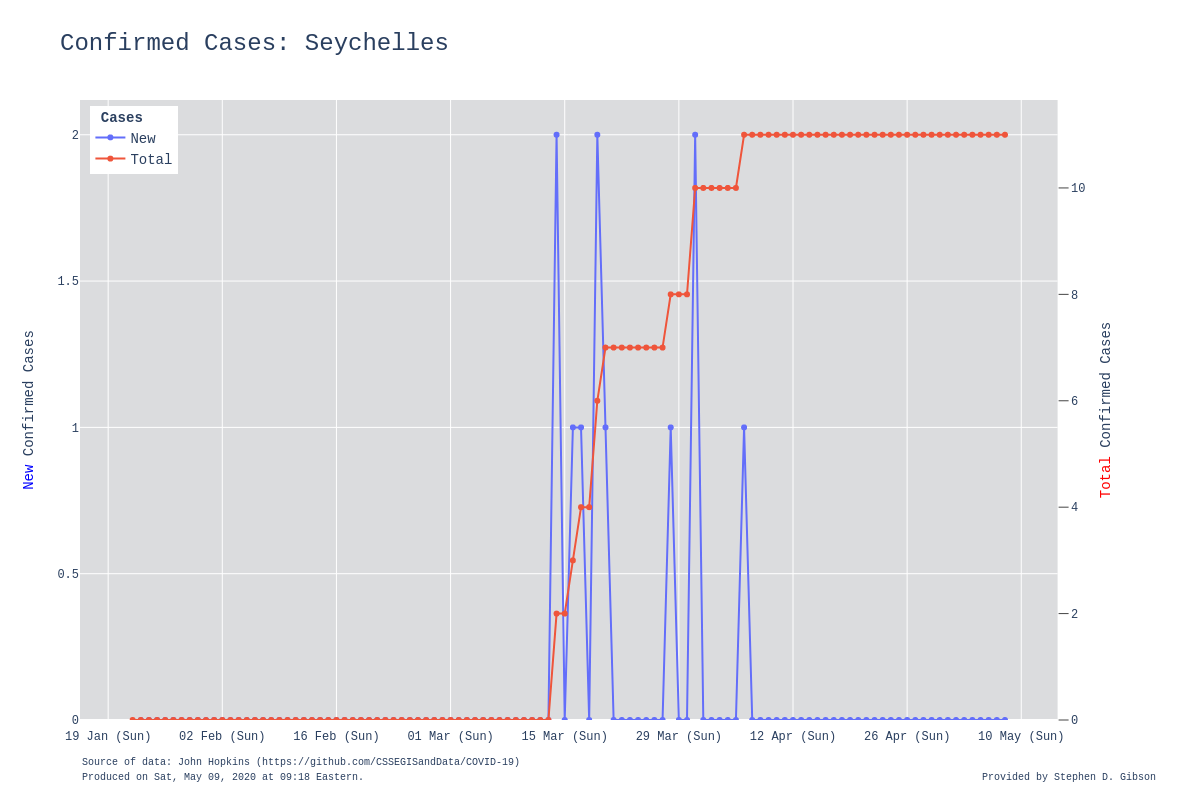 Confirmed Cases: Seychelles
Cases
New
Total
2
1.5
1
0.5
0
10
8
6
4
2
0
New Confirmed Cases
Total Confirmed Cases
19 Jan (Sun) 02 Feb (Sun) 16 Feb (Sun) 01 Mar (Sun) 15 Mar (Sun) 29 Mar (Sun) 12 Apr (Sun) 26 Apr (Sun) 10 May (Sun)
Source of data: John Hopkins (https://github.com/CSSEGISandData/COVID-19)
Produced on Sat, May 09, 2020 at 09:18 Eastern.
Provided by Stephen D. Gibson